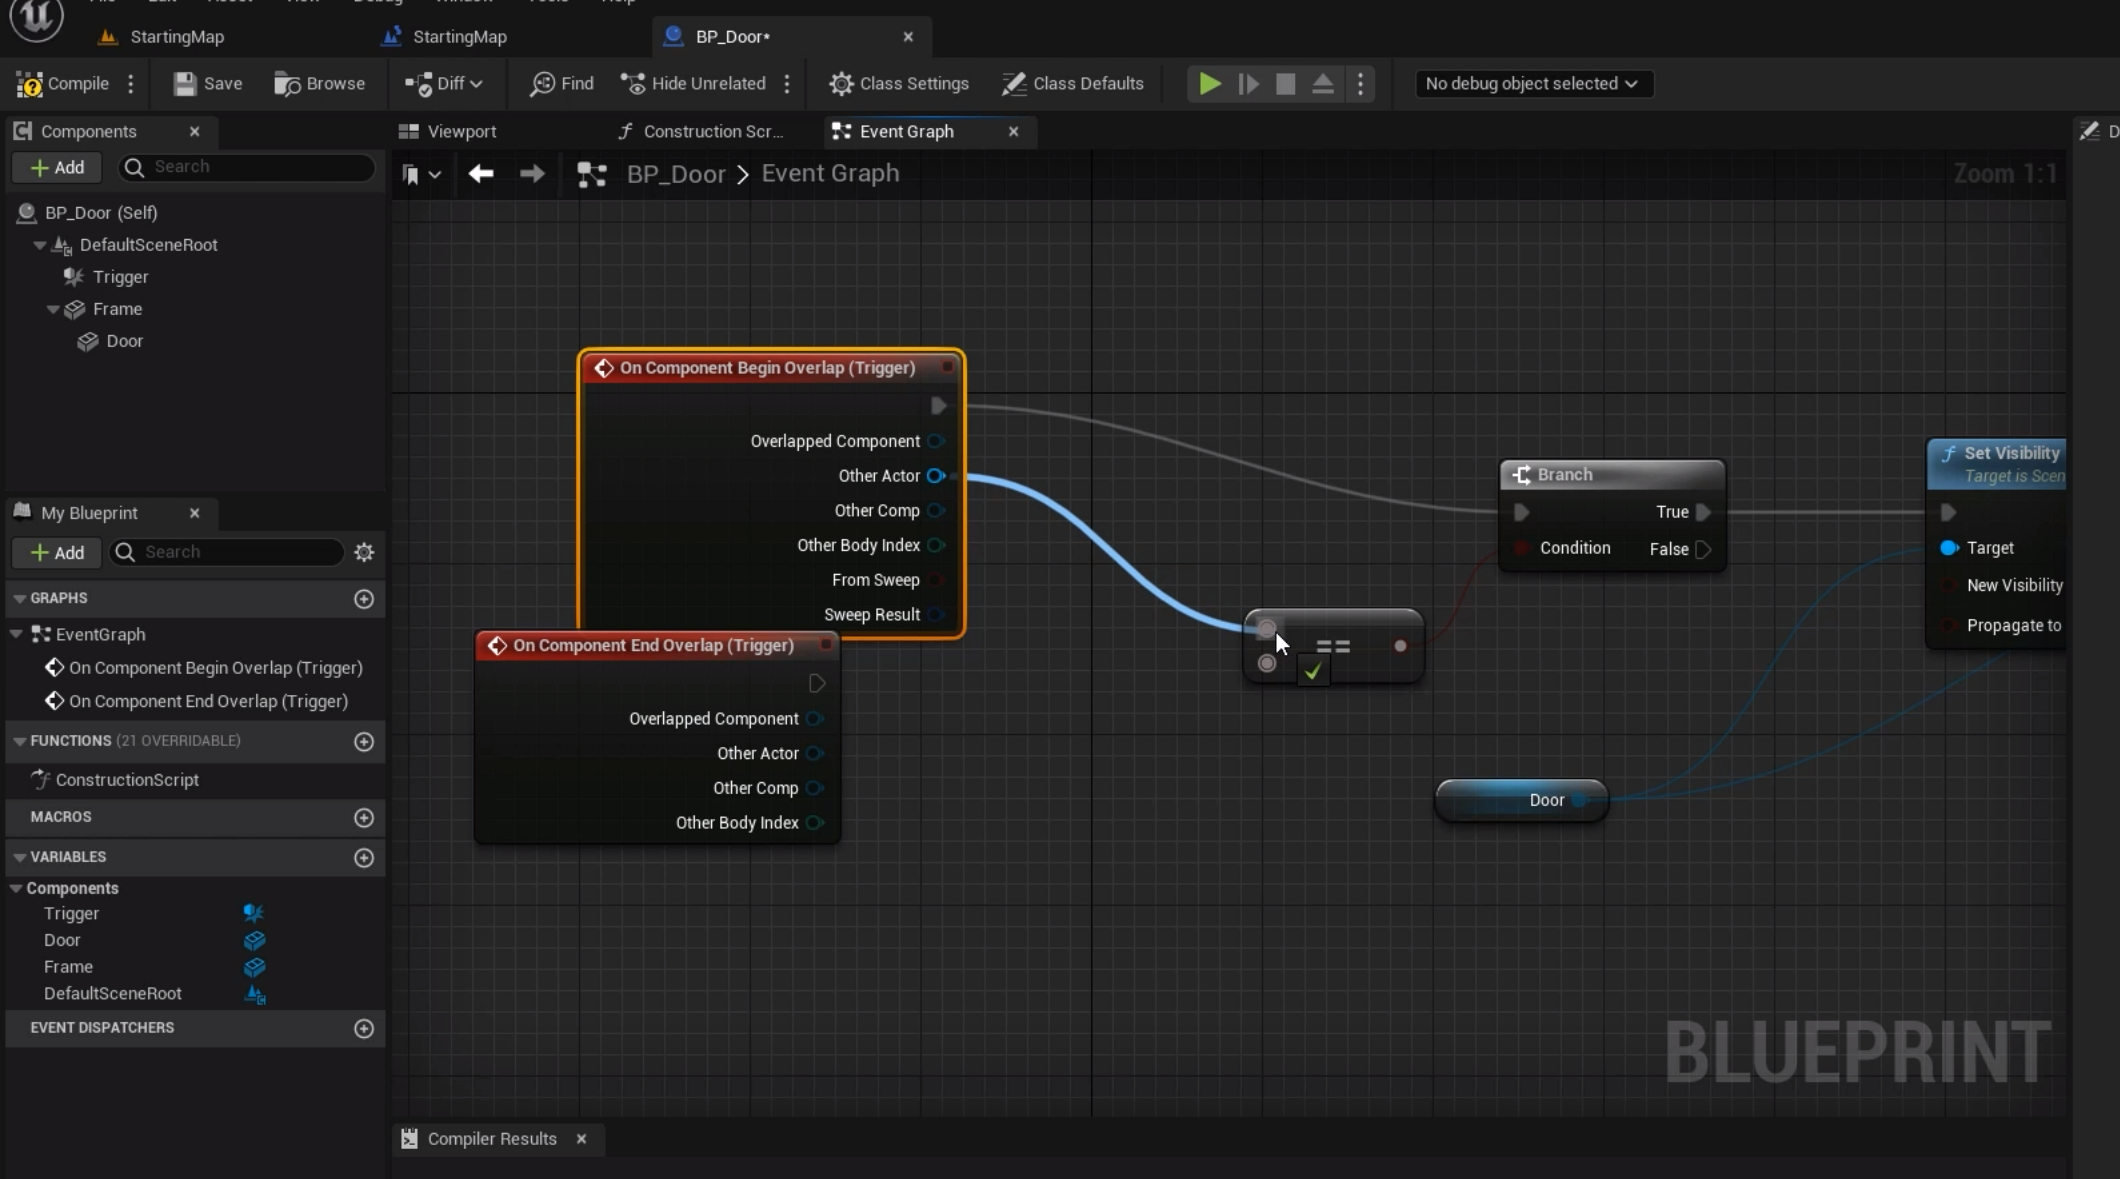 StartingMap
StartingMap
BP_Door*
Compile
Save
Browse
Diff
Find
Hide Unrelated
Class Settings
Class Defaults
No debug object selected
Components
Add
Search
BP_Door (Self)
DefaultSceneRoot
Trigger
Frame
Door
My Blueprint
Add
Search
GRAPHS
EventGraph
On Component Begin Overlap (Trigger)
On Component End Overlap (Trigger)
FUNCTIONS (21 OVERRIDABLE)
ConstructionScript
MACROS
VARIABLES
Components
Trigger
Door
Frame
DefaultSceneRoot
EVENT DISPATCHERS
Viewport
Construction Scr...
Event Graph
BP_Door > Event Graph
Zoom 1:1
On Component Begin Overlap (Trigger)
Overlapped Component
Other Actor
Other Comp
Other Body Index
From Sweep
Sweep Result
On Component End Overlap (Trigger)
Overlapped Component
Other Actor
Other Comp
Other Body Index
==
Branch
True
Condition
False
Door
Set Visibility
Target is Scen
Target
New Visibility
Propagate to
BLUEPRINT
Compiler Results
D